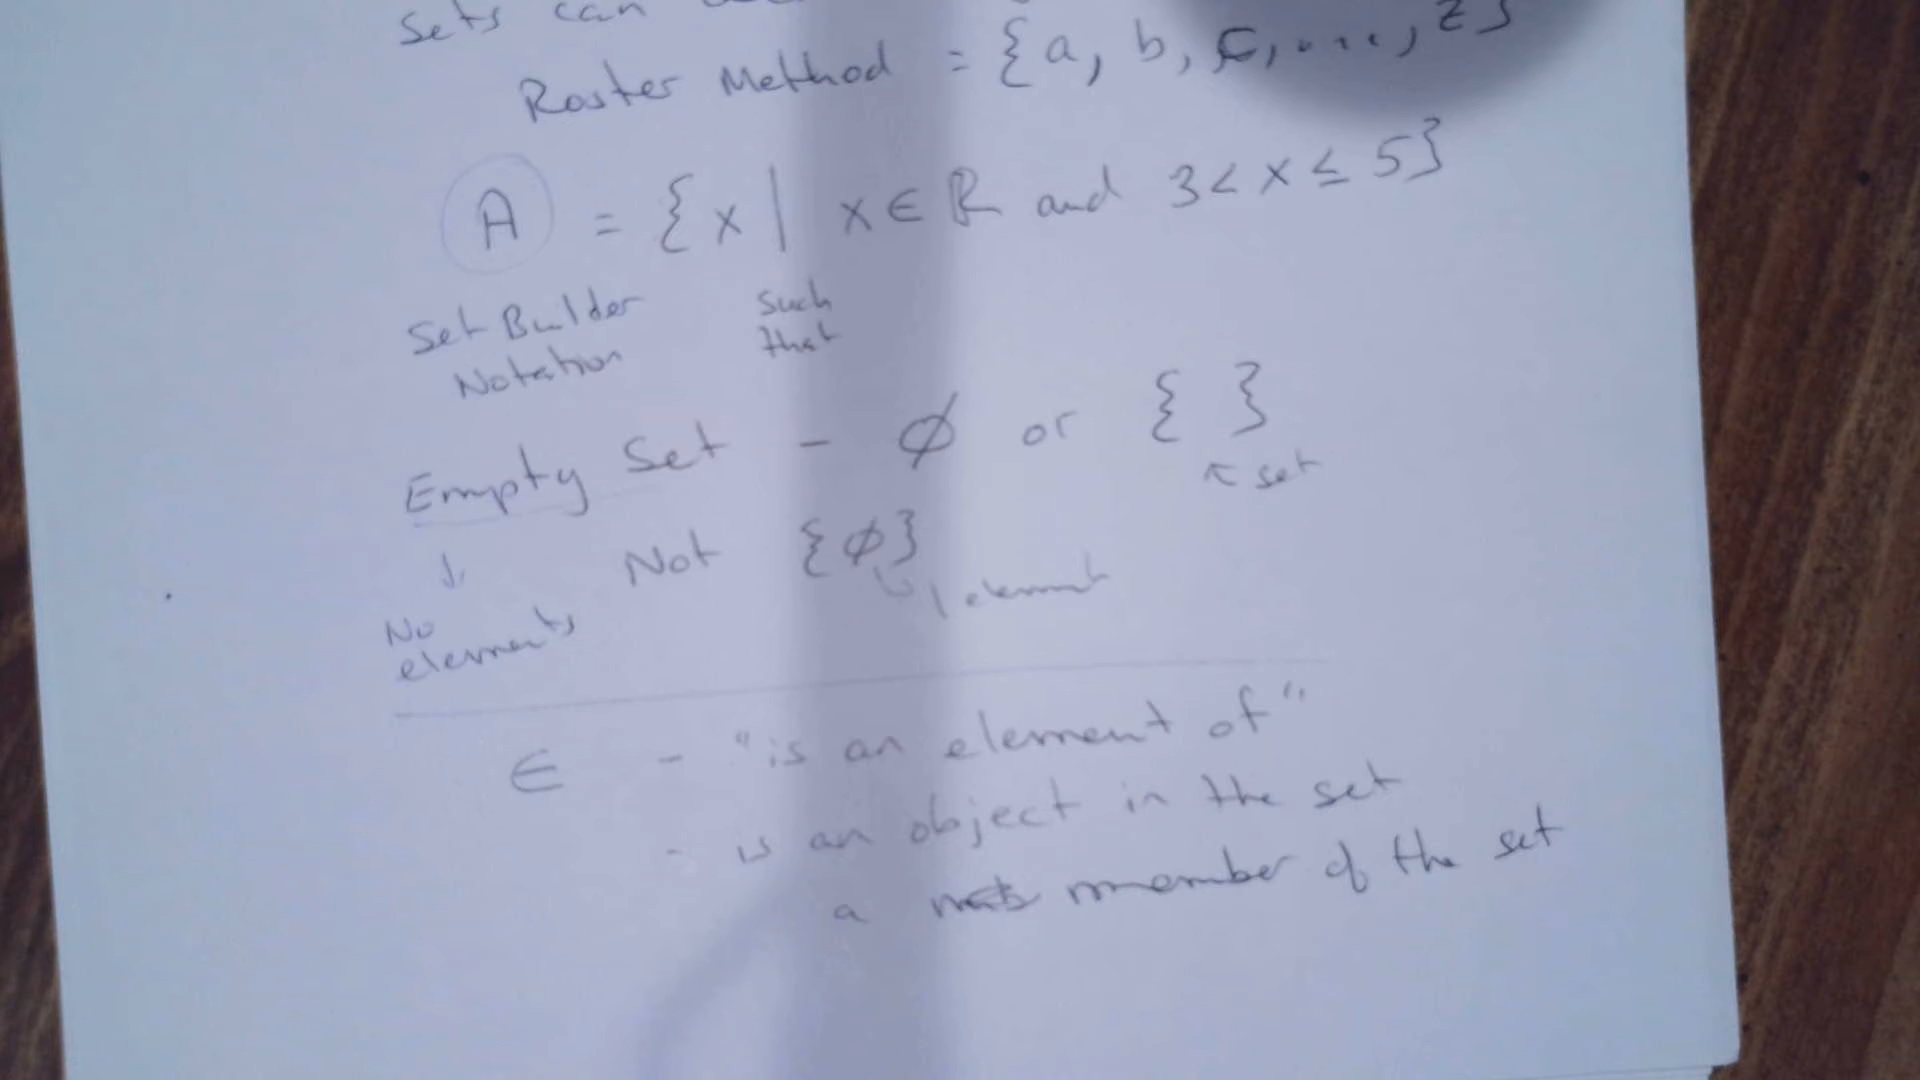 Sets can
Roster Method = {a, b, c, ..., z}
A = {x | x ∈ ℝ and 3 < x ≤ 5}
Set Builder Notation
such that
Empty Set - ∅ or { }
↖ set
↓ Not {∅}
1 element
No elements
∈ - "is an element of"
- is an object in the set
a member of the set